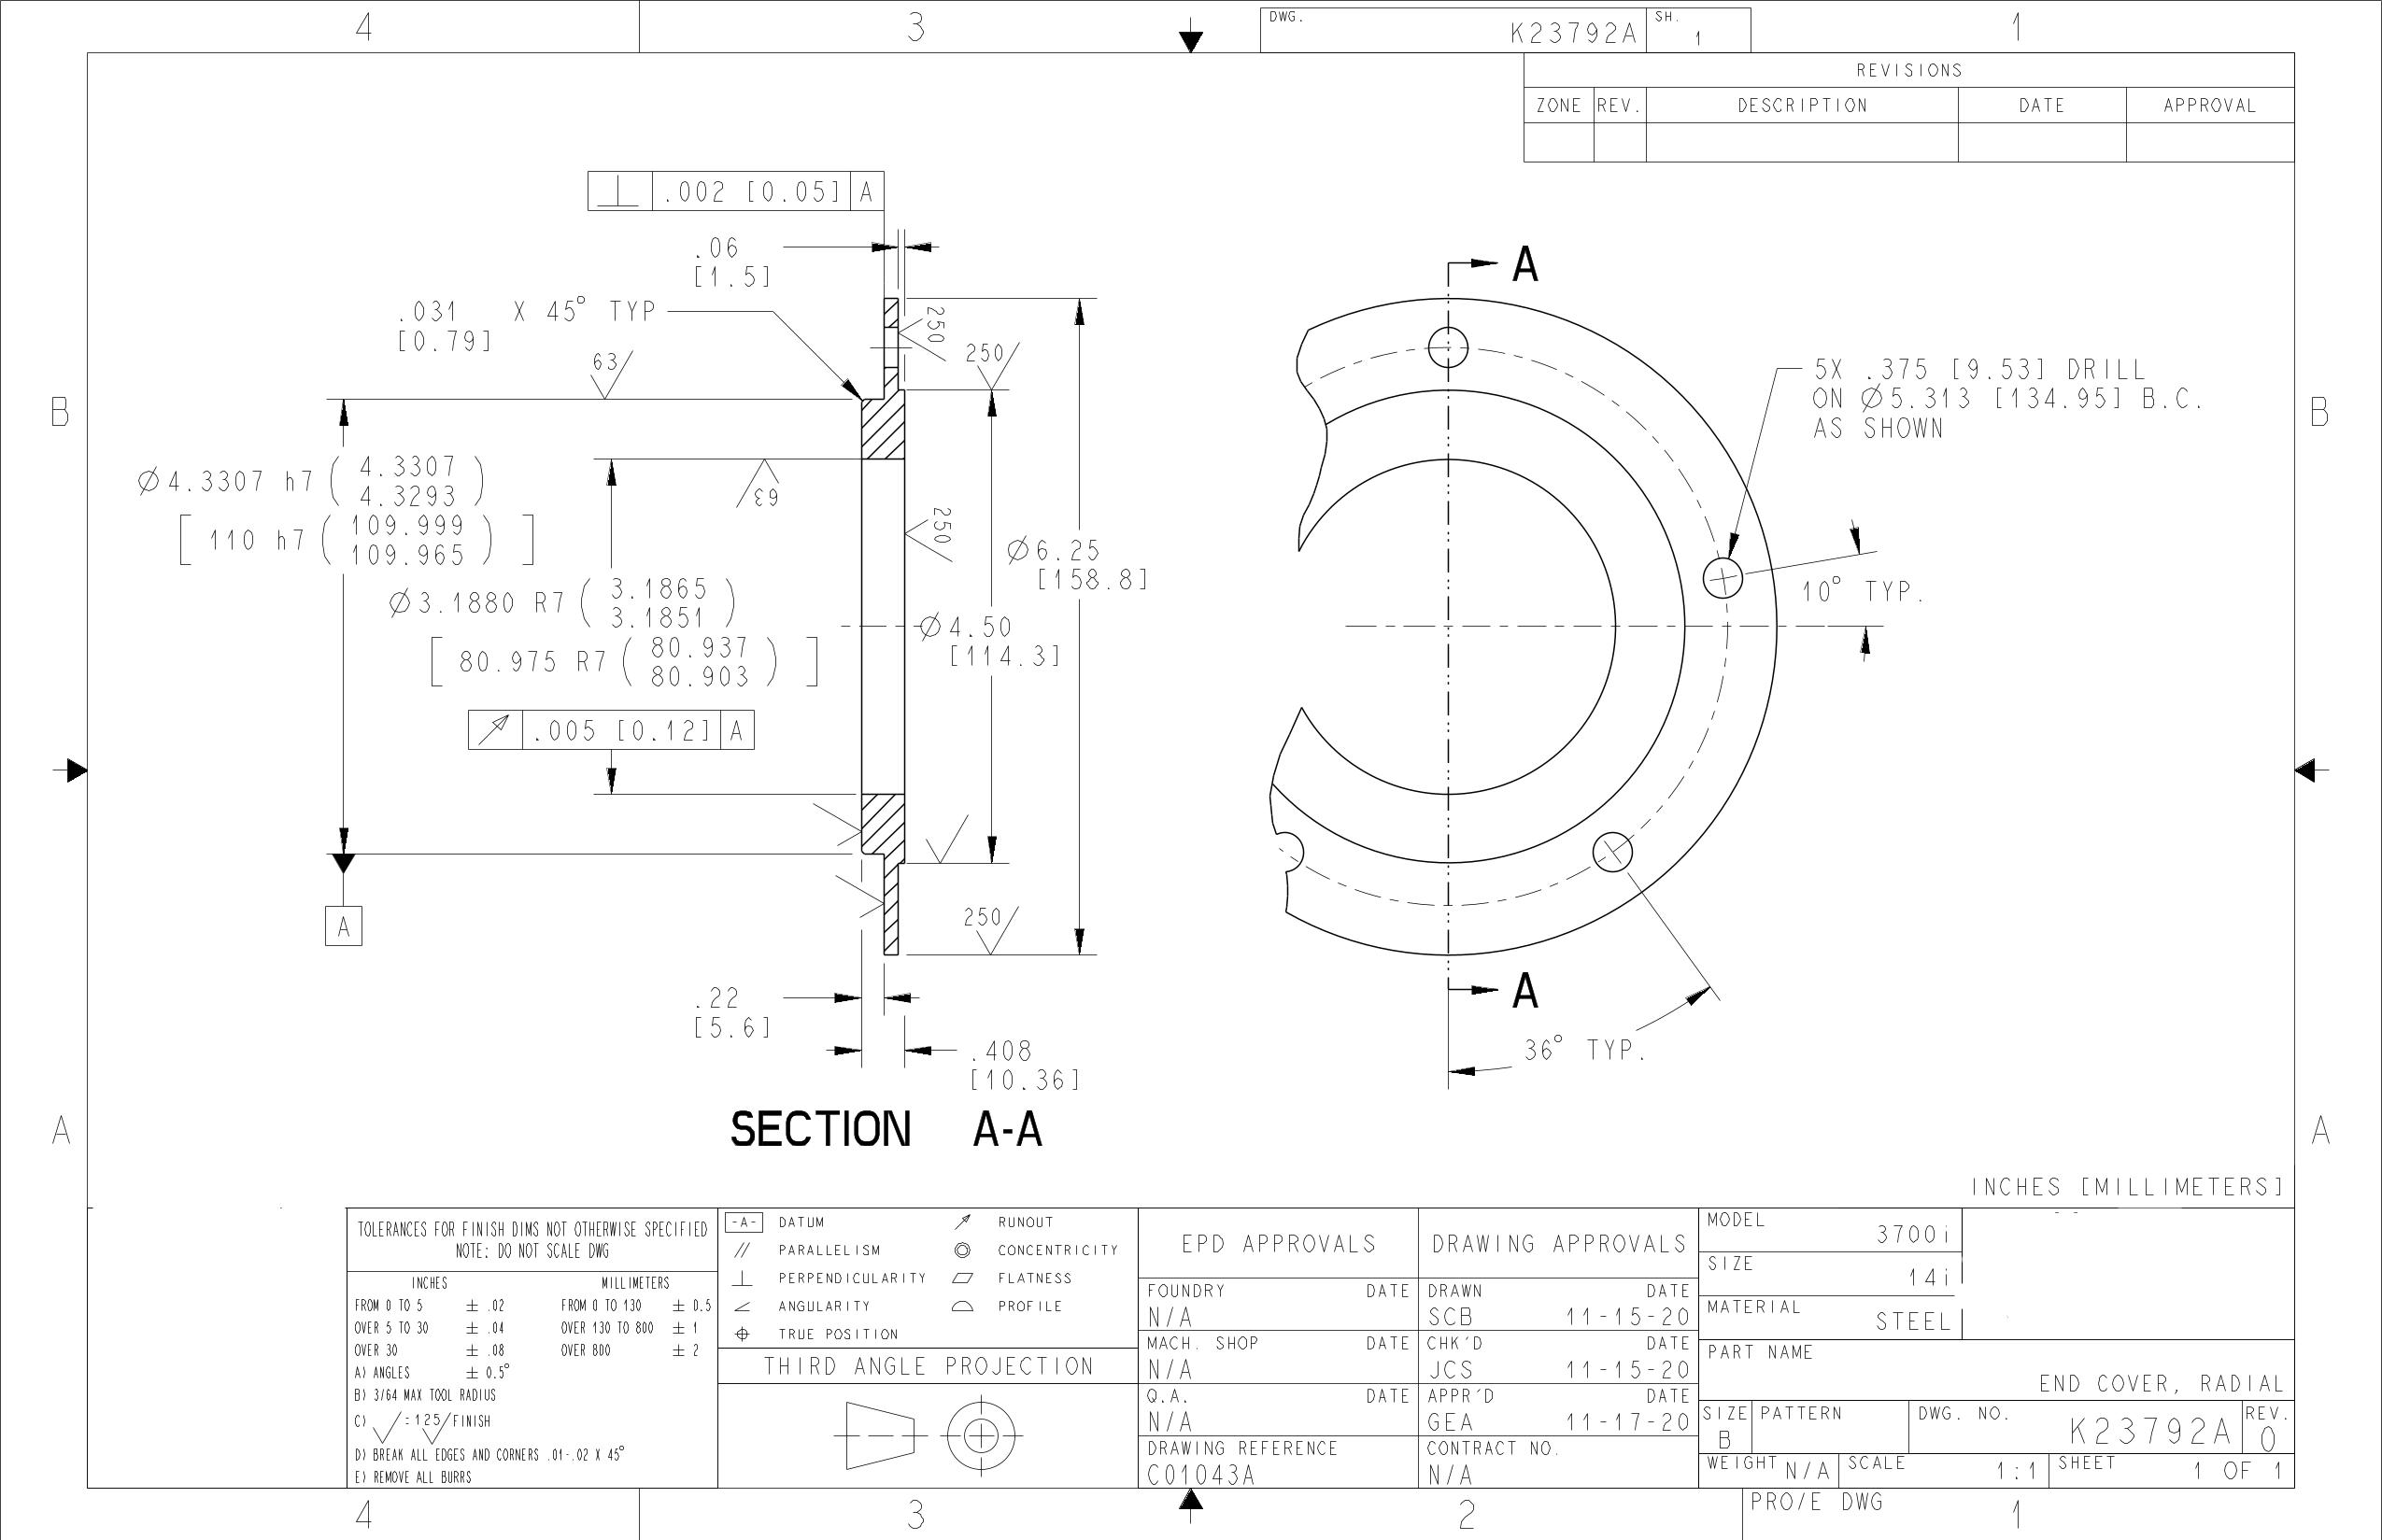 4
3
DWG.
K23792A
SH.
1
1
REVISIONS
ZONE
REV.
DESCRIPTION
DATE
APPROVAL
.002 [0.05] A
.06
[1.5]
.031 X 45° TYP
[0.79]
63
250
250
A
5X .375 [9.53] DRILL
ON Ø5.313 [134.95] B.C.
AS SHOWN
B
B
Ø4.3307 h7 ( 4.3307
4.3293 )
[ 110 h7 ( 109.999
109.965 ) ]
63
250
Ø6.25
[158.8]
Ø3.1880 R7 ( 3.1865
3.1851 )
[ 80.975 R7 ( 80.937
80.903 ) ]
Ø4.50
[114.3]
10° TYP.
.005 [0.12] A
A
250
.22
[5.6]
.408
[10.36]
A
36° TYP.
SECTION A-A
A
A
INCHES [MILLIMETERS]
TOLERANCES FOR FINISH DIMS NOT OTHERWISE SPECIFIED
NOTE: DO NOT SCALE DWG
INCHES MILLIMETERS
FROM 0 TO 5 ± .02 FROM 0 TO 130 ± 0.5
OVER 5 TO 30 ± .04 OVER 130 TO 800 ± 1
OVER 30 ± .08 OVER 800 ± 2
A) ANGLES ± 0.5°
B) 3/64 MAX TOOL RADIUS
C) √ = 125 √ FINISH
D) BREAK ALL EDGES AND CORNERS .01-.02 X 45°
E) REMOVE ALL BURRS
-A- DATUM
PARALLELISM
PERPENDICULARITY
ANGULARITY
TRUE POSITION
RUNOUT
CONCENTRICITY
FLATNESS
PROFILE
THIRD ANGLE PROJECTION
EPD APPROVALS
FOUNDRY DATE
N/A
MACH. SHOP DATE
N/A
Q.A. DATE
N/A
DRAWING REFERENCE
C01043A
DRAWING APPROVALS
DRAWN DATE
SCB 11-15-20
CHK'D DATE
JCS 11-15-20
APPR'D DATE
GEA 11-17-20
CONTRACT NO.
N/A
MODEL
3700i
SIZE
14i
MATERIAL
STEEL
PART NAME
END COVER, RADIAL
SIZE
B
PATTERN
DWG. NO.
K23792A
REV.
0
WEIGHT N/A
SCALE 1:1
SHEET 1 OF 1
4
3
2
PRO/E DWG
1